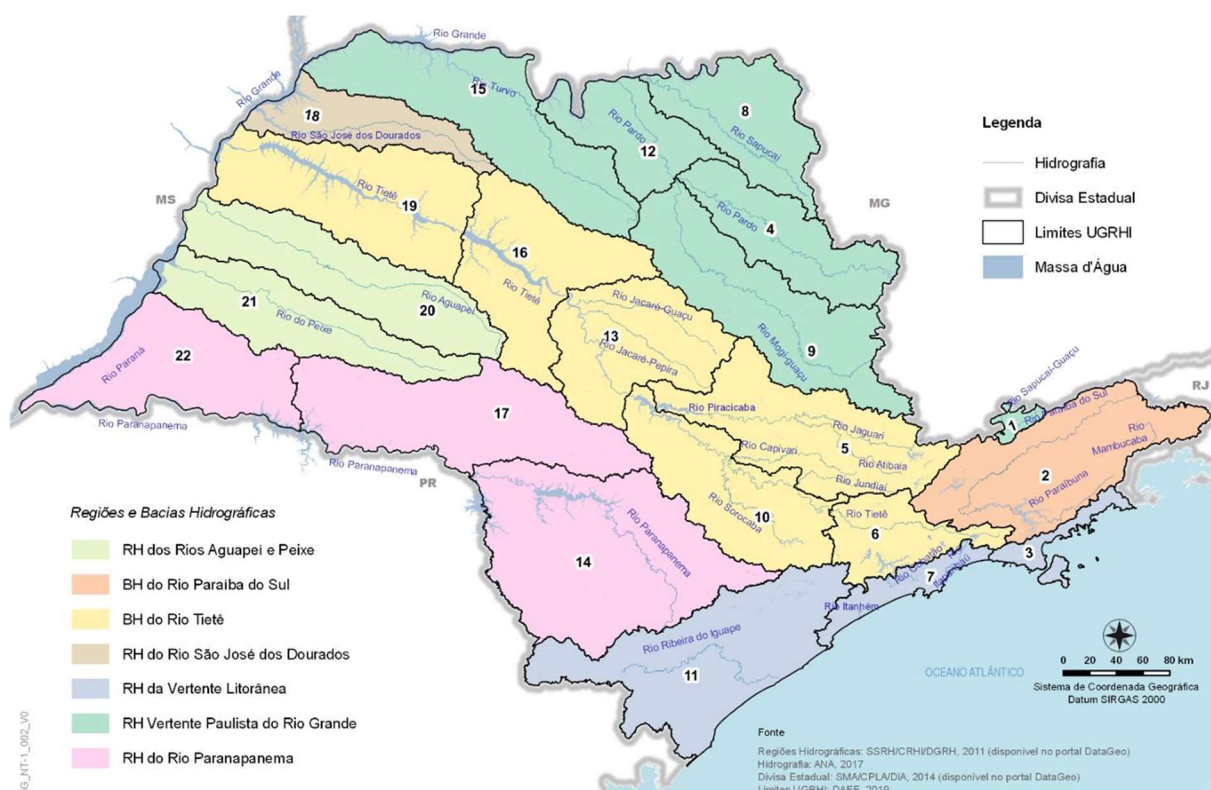 Rio Grande
Rio Grande
15
Rio Turvo
8
18
Rio São José dos Dourados
Rio Pardo
12
Rio Sapucaí
MS
Rio Tietê
19
MG
Rio Pardo
4
16
Rio Tietê
Rio Jacaré-Guaçu
21
Rio Aguapeí
20
Rio do Peixe
13
Rio Jacaré-Pepira
9
Rio Mogi-guaçu
22
Rio Paraná
Rio Sapucaí-Guaçu
RJ
17
Rio Piracicaba
Rio Jaguari
1
Rio Paraíba do Sul
Rio Paranapanema
Rio Capivari
5
Rio Atibaia
Rio
Mambucaba
Rio Paranapanema
Rio Jundiaí
2
PR
Rio Paraibuna
Rio Sorocaba
10
Rio Tietê
6
Rio Paranapanema
14
3
7
Rio Itanhém
Rio Ribeira do Iguape
11
OCEANO ATLÂNTICO
Legenda
Hidrografia
Divisa Estadual
Limites UGRHI
Massa d'Água
Regiões e Bacias Hidrográficas
RH dos Rios Aguapeí e Peixe
BH do Rio Paraíba do Sul
BH do Rio Tietê
RH do Rio São José dos Dourados
RH da Vertente Litorânea
RH Vertente Paulista do Rio Grande
RH do Rio Paranapanema
0 20 40 60 80 km
Sistema de Coordenada Geográfica
Datum SIRGAS 2000
Fonte
Regiões Hidrográficas: SSRH/CRHI/DGRH, 2011 (disponível no portal DataGeo)
Hidrografia: ANA, 2017
Divisa Estadual: SMA/CPLA/DIA, 2014 (disponível no portal DataGeo)
Limites UGRHI: DAEE, 2019
IG_NT-1_002_V0